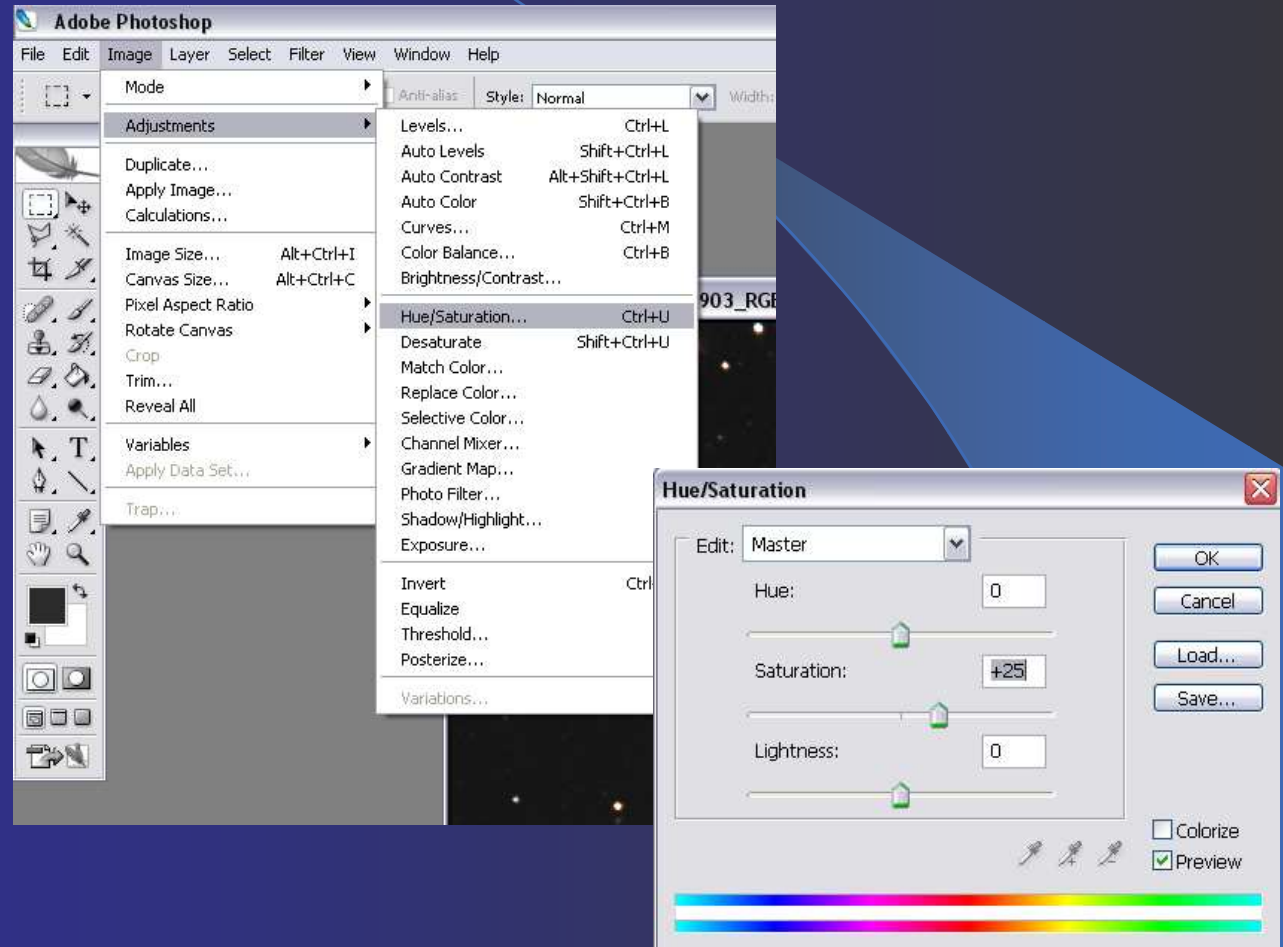 Adobe Photoshop
File Edit Image Layer Select Filter View Window Help
Anti-alias Style: Normal Width:
Mode
Adjustments
Duplicate...
Apply Image...
Calculations...
Image Size... Alt+Ctrl+I
Canvas Size... Alt+Ctrl+C
Pixel Aspect Ratio
Rotate Canvas
Crop
Trim...
Reveal All
Variables
Apply Data Set...
Trap...
Levels... Ctrl+L
Auto Levels Shift+Ctrl+L
Auto Contrast Alt+Shift+Ctrl+L
Auto Color Shift+Ctrl+B
Curves... Ctrl+M
Color Balance... Ctrl+B
Brightness/Contrast...
Hue/Saturation... Ctrl+U
Desaturate Shift+Ctrl+U
Match Color...
Replace Color...
Selective Color...
Channel Mixer...
Gradient Map...
Photo Filter...
Shadow/Highlight...
Exposure...
Invert Ctrl
Equalize
Threshold...
Posterize...
Variations...
903_RGB
Hue/Saturation
Edit: Master
Hue: 0
Saturation: +25
Lightness: 0
OK
Cancel
Load...
Save...
Colorize
Preview